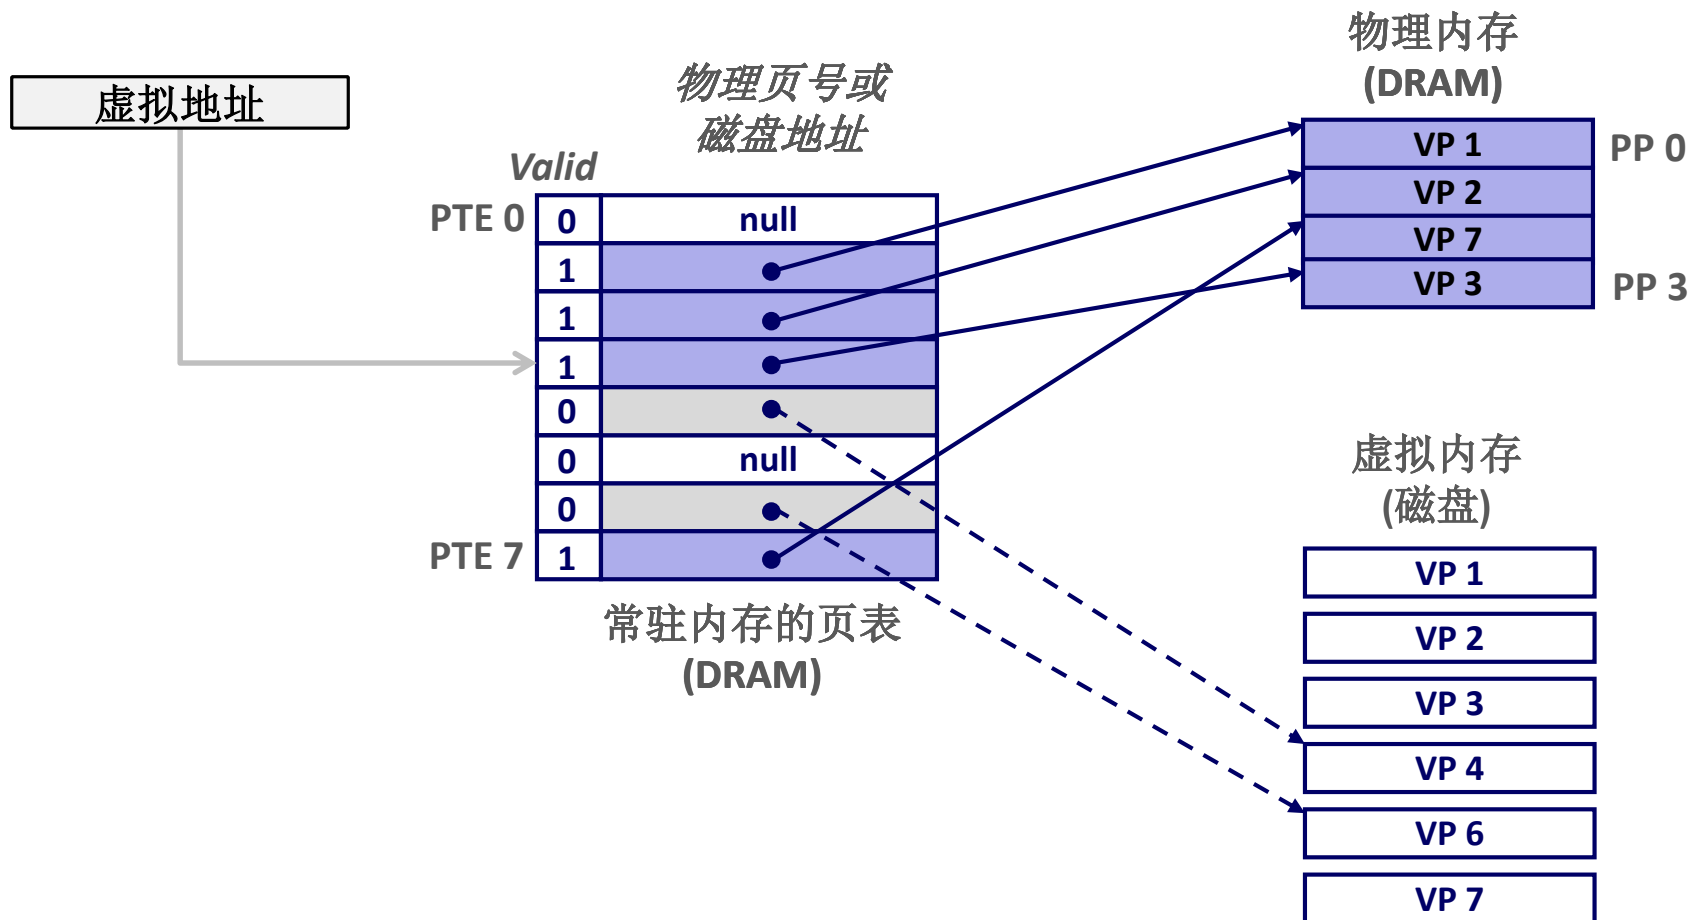 虚拟地址
物理页号或
磁盘地址
Valid
PTE 0
0
null
1
1
1
0
0
null
0
PTE 7
1
常驻内存的页表
(DRAM)
物理内存
(DRAM)
VP 1
PP 0
VP 2
VP 7
VP 3
PP 3
虚拟内存
(磁盘)
VP 1
VP 2
VP 3
VP 4
VP 6
VP 7